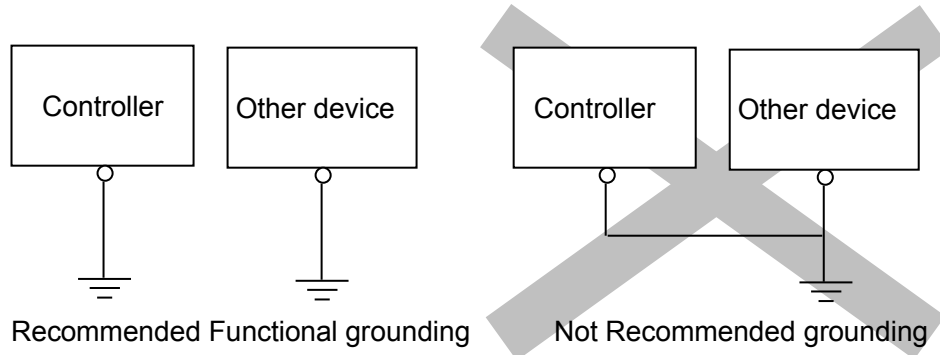 Controller
Other device
Controller
Other device
Recommended Functional grounding
Not Recommended grounding